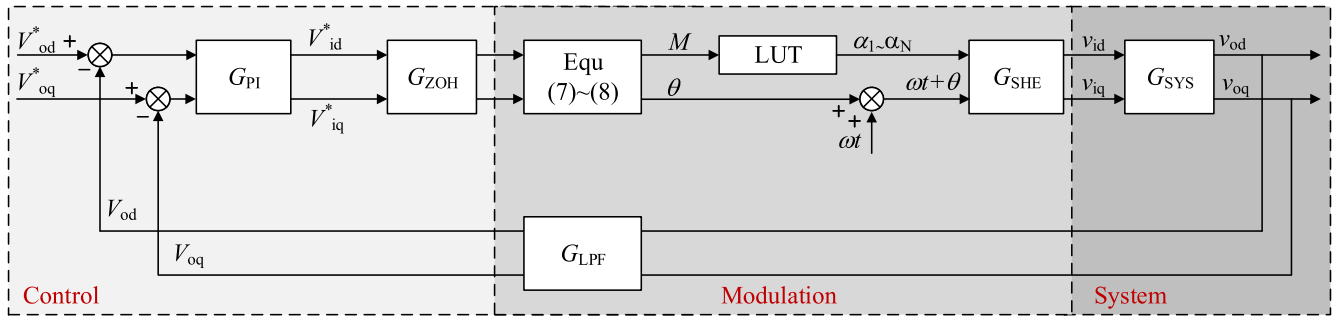 V*od + V*id M α1~αN vid vod
−
GPI GZOH Equ (7)~(8) LUT GSHE GSYS
V*oq + V*iq θ ωt + θ viq voq
−
+ +
ωt
Vod
Voq
GLPF
Control Modulation System